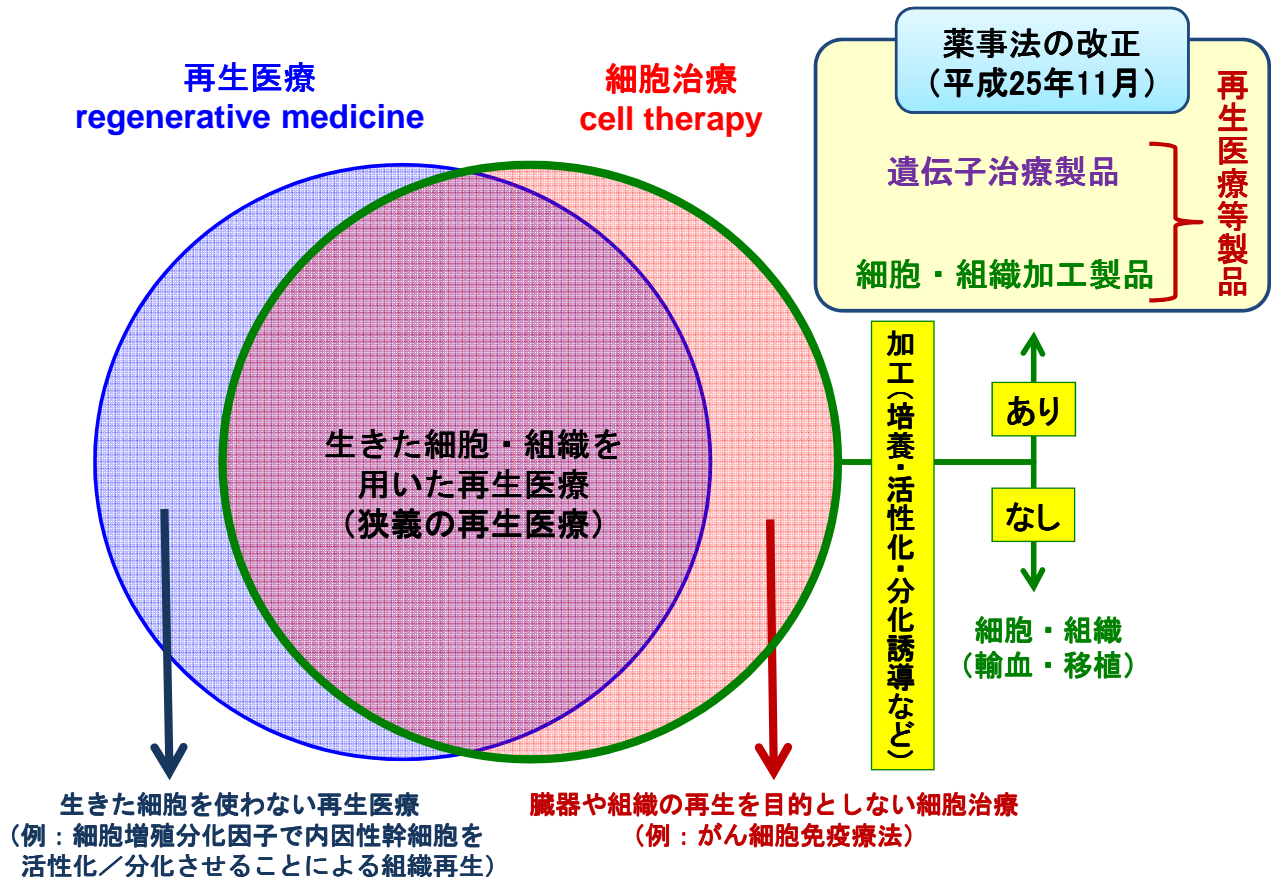 再生医療
regenerative medicine
細胞治療
cell therapy
薬事法の改正
（平成25年11月）
遺伝子治療製品
細胞・組織加工製品
再生医療等製品
生きた細胞・組織を
用いた再生医療
（狭義の再生医療）
加工（培養・活性化・分化誘導など）
あり
なし
細胞・組織
（輸血・移植）
生きた細胞を使わない再生医療
（例：細胞増殖分化因子で内因性幹細胞を
活性化／分化させることによる組織再生）
臓器や組織の再生を目的としない細胞治療
（例：がん細胞免疫療法）